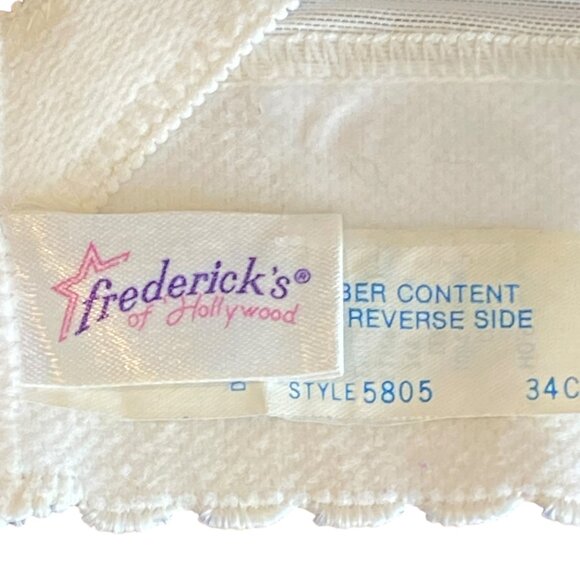 frederick's®
of Hollywood
BER CONTENT
REVERSE SIDE
STYLE 5805 34C